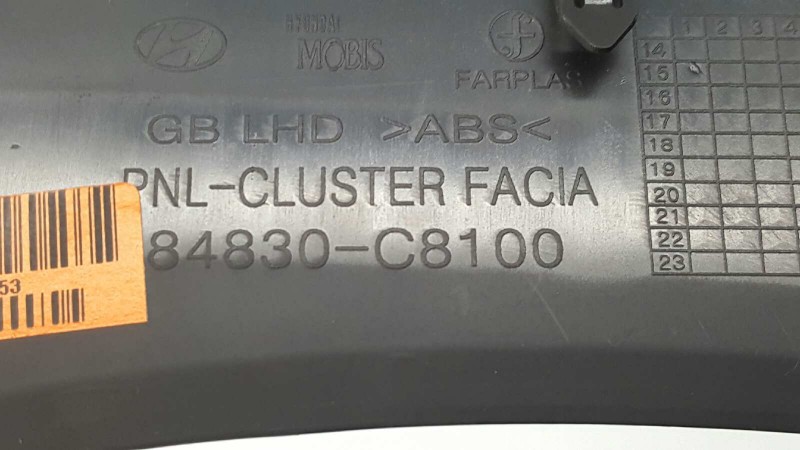 MOBIS
FARPLAS
GB LHD >ABS<
PNL-CLUSTER FACIA
84830-C8100
53
1 2 3 4
14
15
16
17
18
19
20
21
22
23